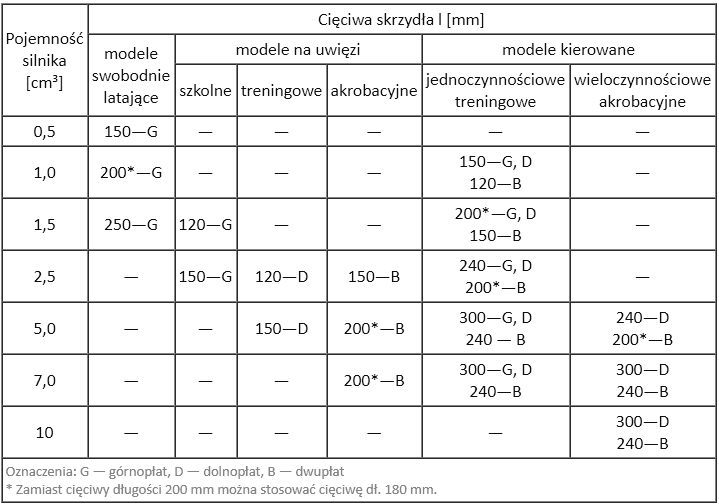 Pojemność silnika [cm³]
Cięciwa skrzydła l [mm]
modele swobodnie latające
modele na uwięzi
modele kierowane
szkolne treningowe akrobacyjne jednoczynnościowe treningowe wieloczynnościowe akrobacyjne
0,5 150—G — — — — —
1,0 200*—G — — — 150—G, D —
120—B
1,5 250—G 120—G — — 200*—G, D —
150—B
2,5 — 150—G 120—D 150—B 240—G, D —
200*—B
5,0 — — 150—D 200*—B 300—G, D 240—D
240 — B 200*—B
7,0 — — — 200*—B 300—G, D 300—D
240—B 240—B
10 — — — — — 300—D
240—B
Oznaczenia: G — górnopłat, D — dolnopłat, B — dwupłat
* Zamiast cięciwy długości 200 mm można stosować cięciwę dł. 180 mm.